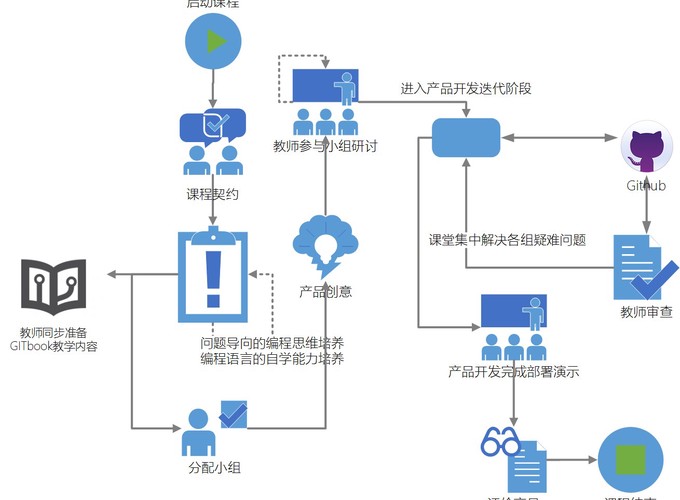 启动课程
课程契约
教师同步准备
GITbook教学内容
问题导向的编程思维培养
编程语言的自学能力培养
分配小组
产品创意
教师参与小组研讨
进入产品开发迭代阶段
Github
课堂集中解决各组疑难问题
教师审查
产品开发完成部署演示